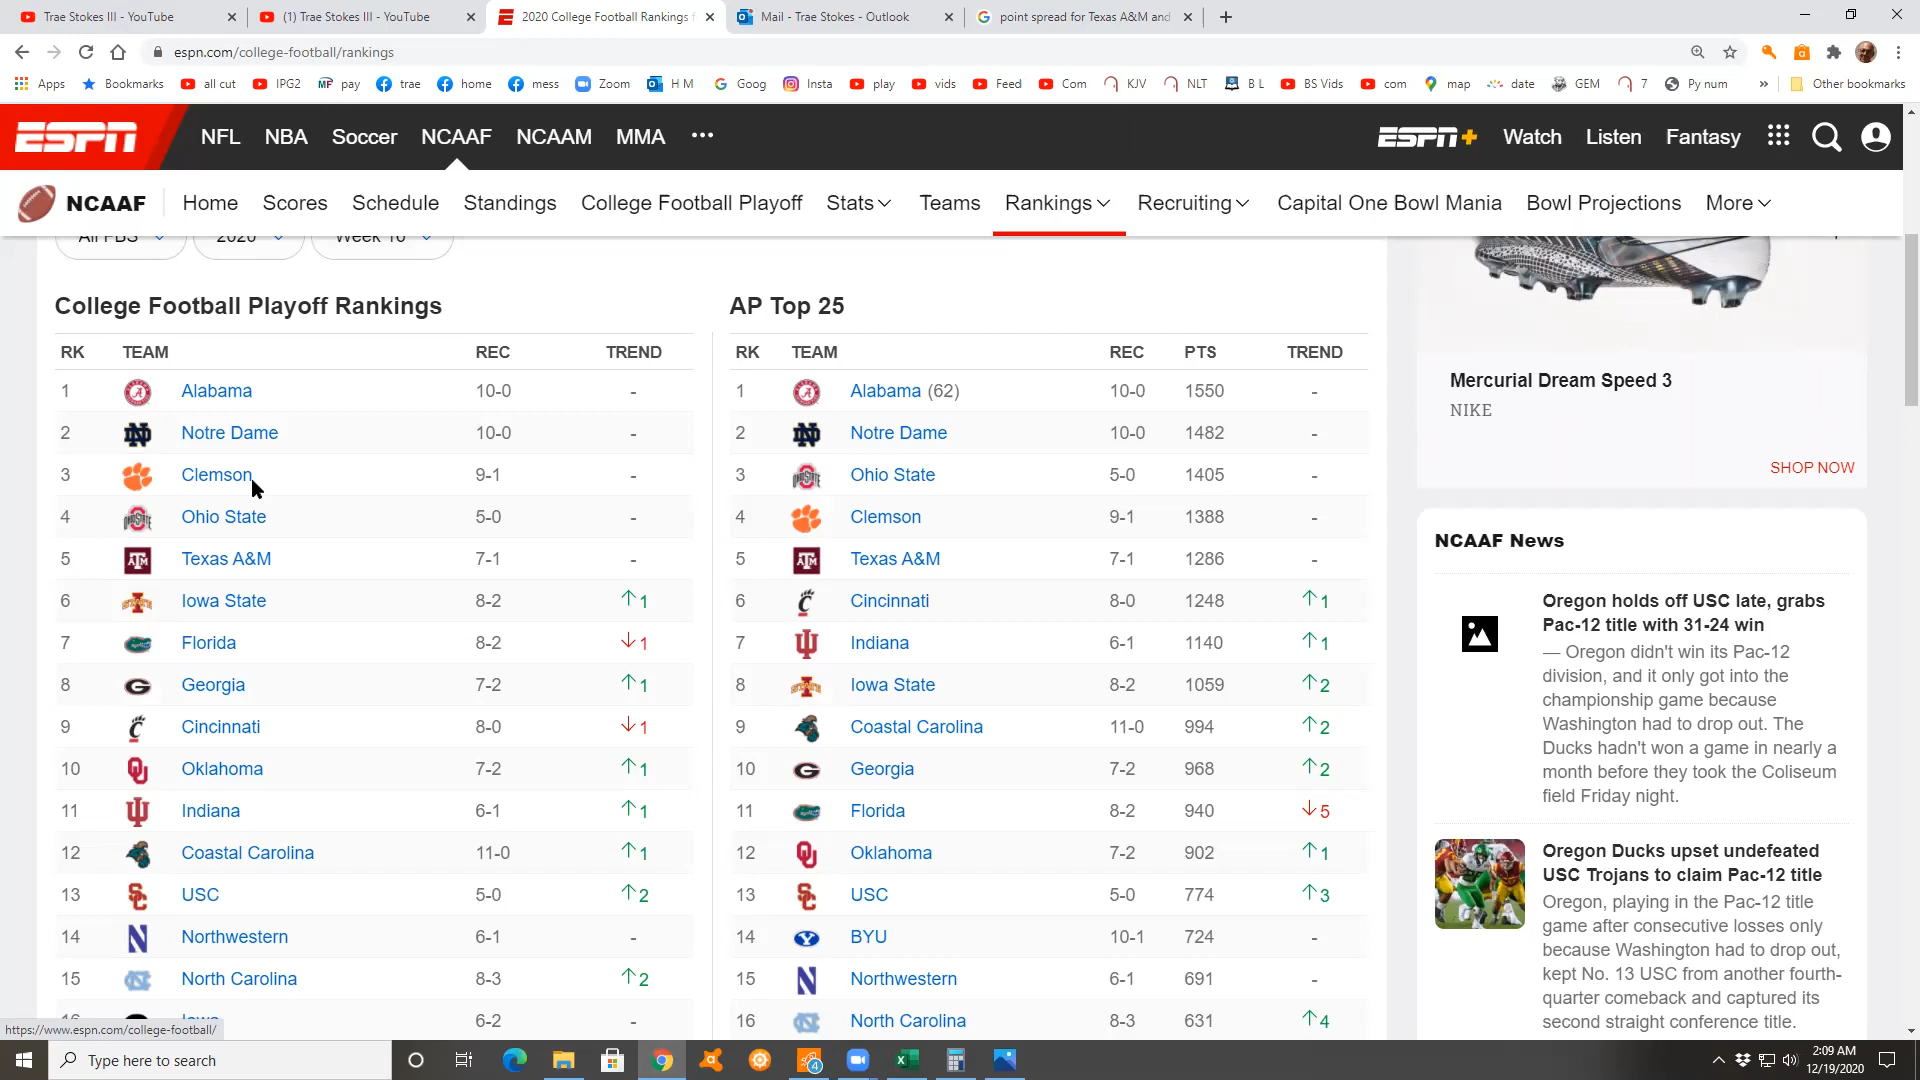 Trae Stokes III - YouTube
(1) Trae Stokes III - YouTube
2020 College Football Rankings f
Mail - Trae Stokes - Outlook
point spread for Texas A&M and
espn.com/college-football/rankings
Apps
Bookmarks
all cut
IPG2
pay
trae
home
mess
Zoom
H M
Goog
Insta
play
vids
Feed
Com
KJV
NLT
B L
BS Vids
com
map
date
GEM
7
Py num
»
Other bookmarks
ESPN
NFL
NBA
Soccer
NCAAF
NCAAM
MMA
•••
ESPN+
Watch
Listen
Fantasy
NCAAF
Home
Scores
Schedule
Standings
College Football Playoff
Stats
Teams
Rankings
Recruiting
Capital One Bowl Mania
Bowl Projections
More
All FBS
2020
Week 16
College Football Playoff Rankings
RK TEAM REC TREND
1 Alabama 10-0 -
2 Notre Dame 10-0 -
3 Clemson 9-1 -
4 Ohio State 5-0 -
5 Texas A&M 7-1 -
6 Iowa State 8-2 ↑1
7 Florida 8-2 ↓1
8 Georgia 7-2 ↑1
9 Cincinnati 8-0 ↓1
10 Oklahoma 7-2 ↑1
11 Indiana 6-1 ↑1
12 Coastal Carolina 11-0 ↑1
13 USC 5-0 ↑2
14 Northwestern 6-1 -
15 North Carolina 8-3 ↑2
16 Iowa 6-2 -
AP Top 25
RK TEAM REC PTS TREND
1 Alabama (62) 10-0 1550 -
2 Notre Dame 10-0 1482 -
3 Ohio State 5-0 1405 -
4 Clemson 9-1 1388 -
5 Texas A&M 7-1 1286 -
6 Cincinnati 8-0 1248 ↑1
7 Indiana 6-1 1140 ↑1
8 Iowa State 8-2 1059 ↑2
9 Coastal Carolina 11-0 994 ↑2
10 Georgia 7-2 968 ↑2
11 Florida 8-2 940 ↓5
12 Oklahoma 7-2 902 ↑1
13 USC 5-0 774 ↑3
14 BYU 10-1 724 -
15 Northwestern 6-1 691 -
16 North Carolina 8-3 631 ↑4
Mercurial Dream Speed 3
NIKE
SHOP NOW
NCAAF News
Oregon holds off USC late, grabs
Pac-12 title with 31-24 win
— Oregon didn't win its Pac-12
division, and it only got into the
championship game because
Washington had to drop out. The
Ducks hadn't won a game in nearly a
month before they took the Coliseum
field Friday night.
Oregon Ducks upset undefeated
USC Trojans to claim Pac-12 title
Oregon, playing in the Pac-12 title
game after consecutive losses only
because Washington had to drop out,
kept No. 13 USC from another fourth-
quarter comeback and captured its
second straight conference title.
https://www.espn.com/college-football/
Type here to search
4
2:09 AM
12/19/2020